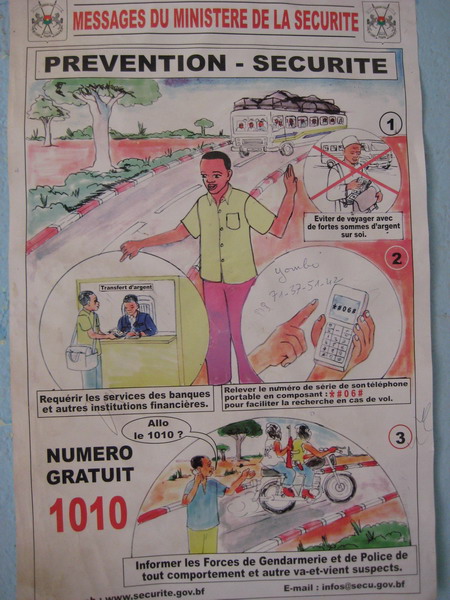 MESSAGES DU MINISTERE DE LA SECURITE
PREVENTION - SECURITE
1
Eviter de voyager avec
de fortes sommes d'argent
sur soi.
2
Transfert d'argent
*#06#
Requérir les services des banques
et autres institutions financières.
Relever le numéro de série de son téléphone
portable en composant : *#06#
pour faciliter la recherche en cas de vol.
Allo
le 1010 ?
3
NUMERO
GRATUIT
1010
Informer les Forces de Gendarmerie et de Police de
tout comportement et autre va-et-vient suspects.
: www.securite.gov.bf
E-mail : infos@secu.gov.bf